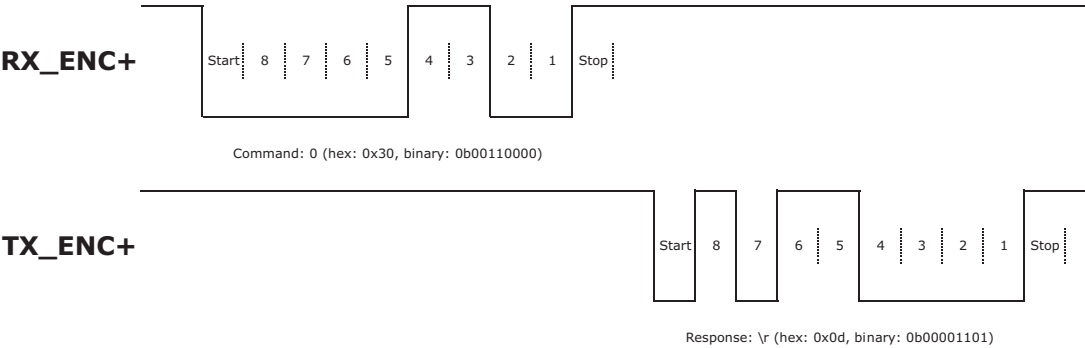 RX_ENC+
Start 8 7 6 5 4 3 2 1 Stop
Command: 0 (hex: 0x30, binary: 0b00110000)
TX_ENC+
Start 8 7 6 5 4 3 2 1 Stop
Response: \r (hex: 0x0d, binary: 0b00001101)